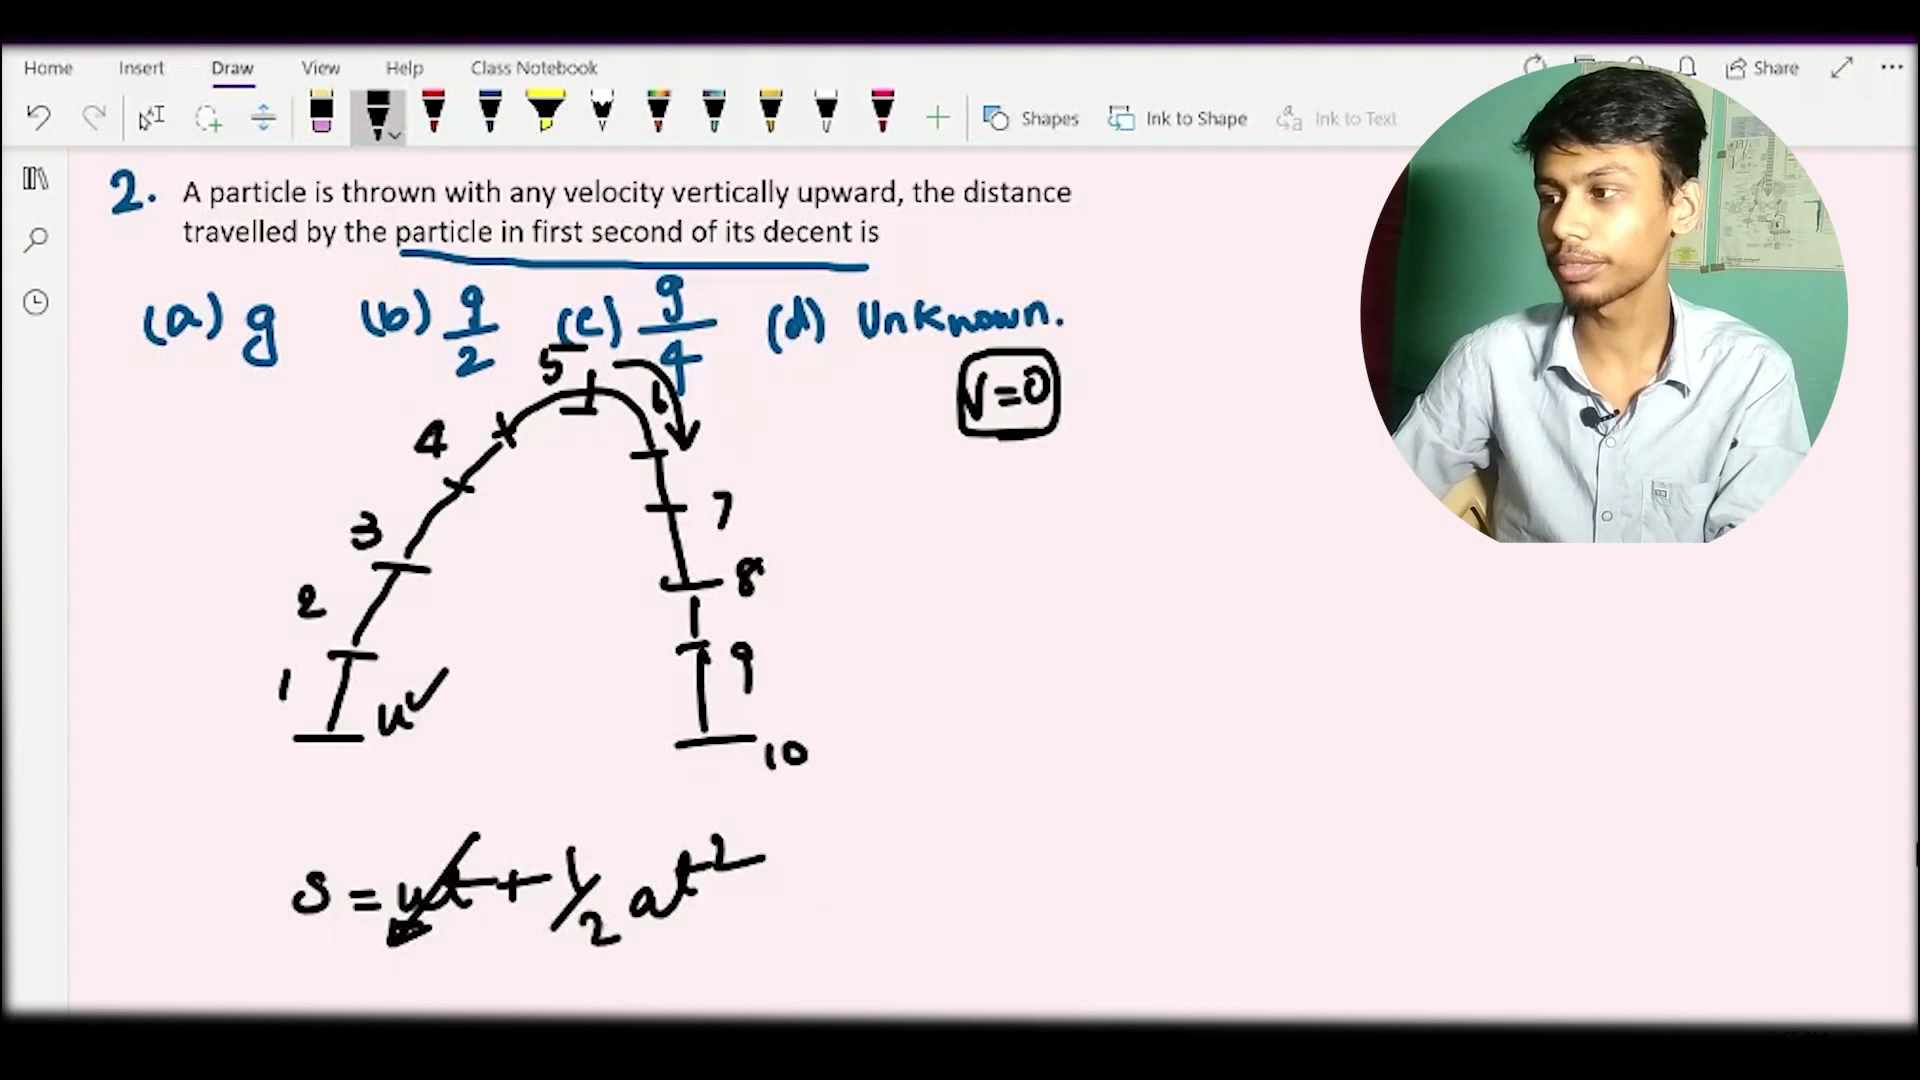 Home Insert Draw View Help Class Notebook Share
Shapes Ink to Shape Ink to Text
2. A particle is thrown with any velocity vertically upward, the distance
travelled by the particle in first second of its decent is
(a) g (b) g/2 (c) g/4 (d) Unknown.
V=0
5
6
4
7
3
8
2
9
1
u
10
S = ut + 1/2 at²